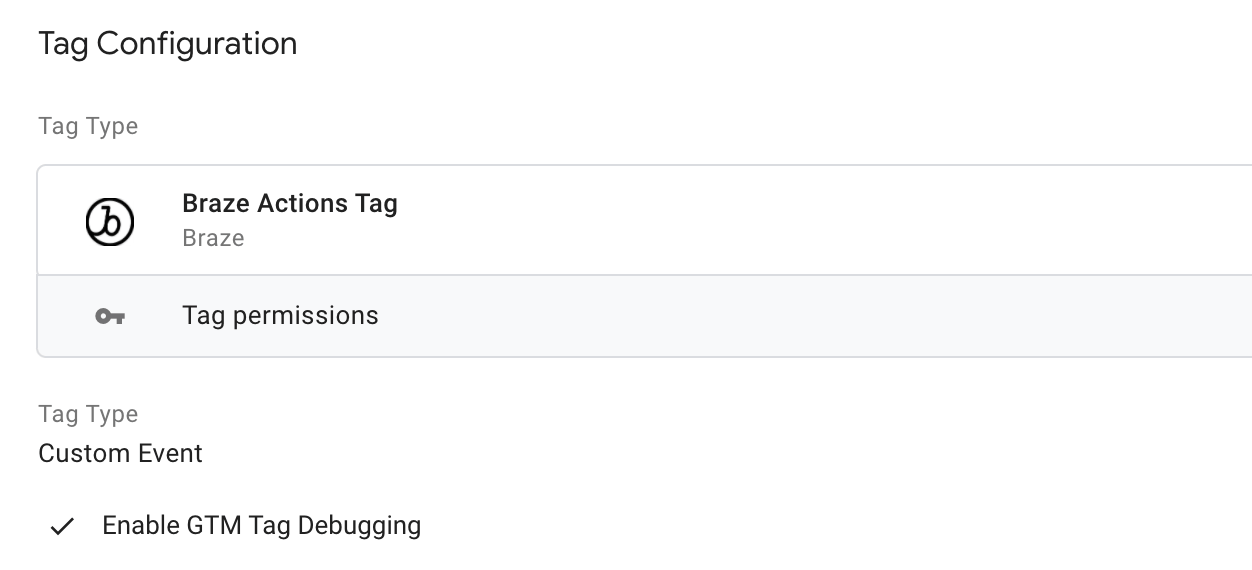 Tag Configuration
Tag Type
Braze Actions Tag
Braze
Tag permissions
Tag Type
Custom Event
Enable GTM Tag Debugging